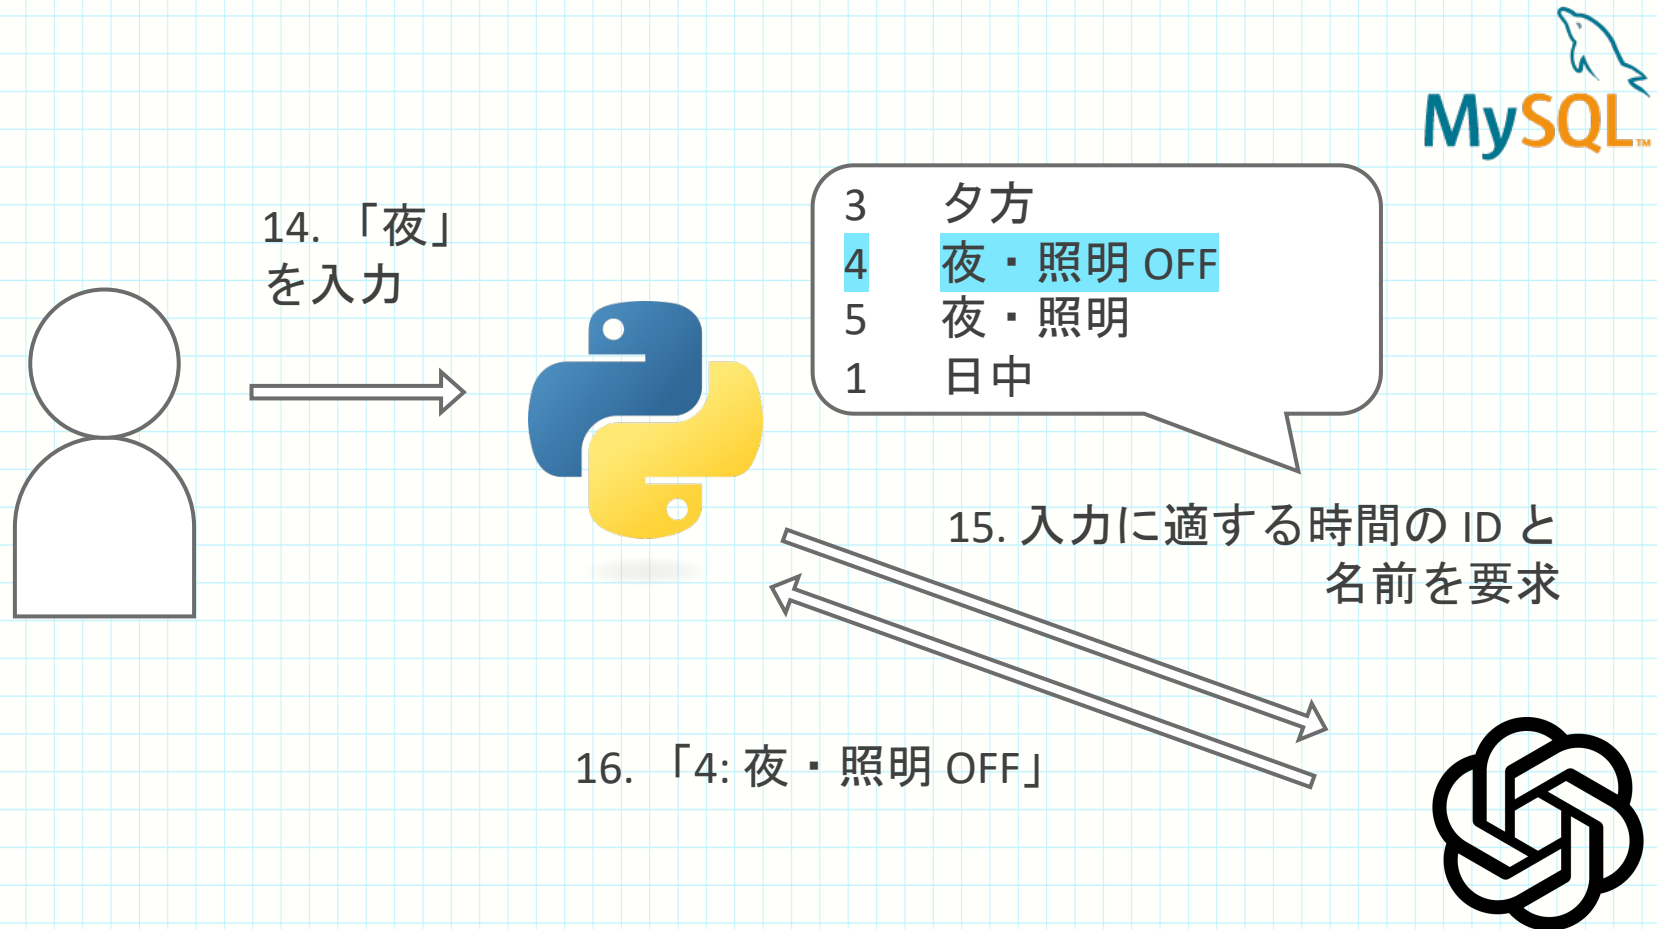 MySQL™
14. 「夜」
を入力
3 夕方
4 夜・照明 OFF
5 夜・照明
1 日中
15. 入力に適する時間の ID と
名前を要求
16. 「4: 夜・照明 OFF」